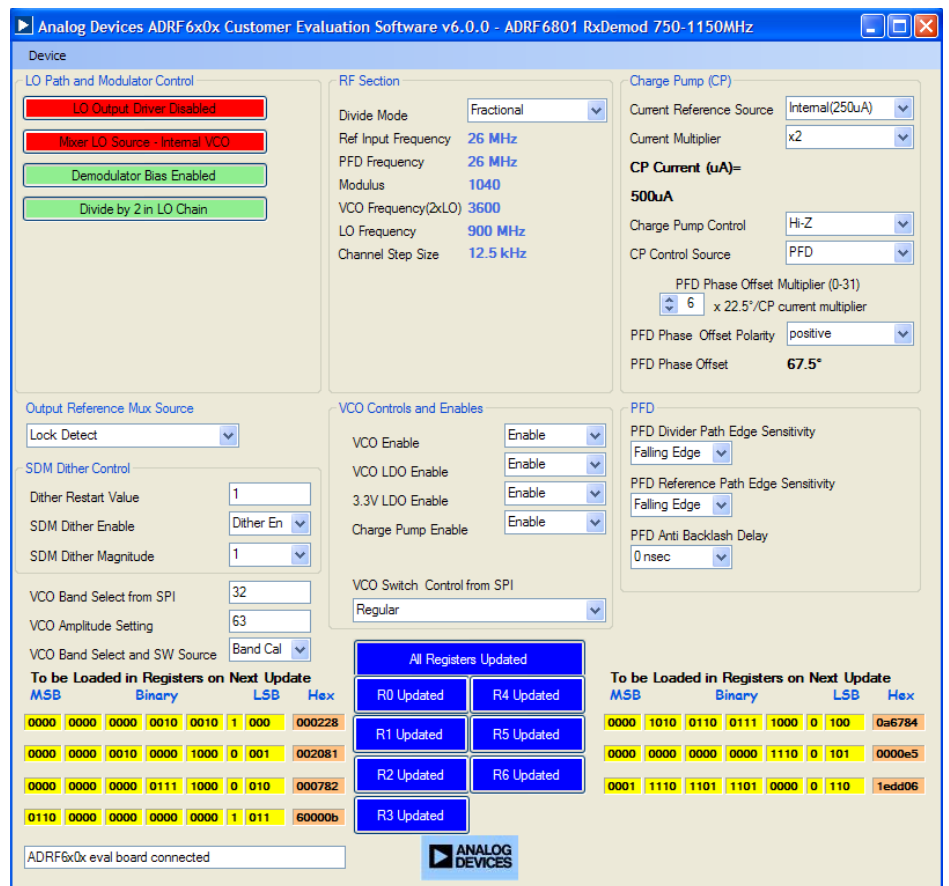 Analog Devices ADRF6x0x Customer Evaluation Software v6.0.0 - ADRF6801 RxDemod 750-1150MHz
Device
LO Path and Modulator Control
LO Output Driver Disabled
Mixer LO Source - Internal VCO
Demodulator Bias Enabled
Divide by 2 in LO Chain
RF Section
Divide Mode Fractional
Ref Input Frequency 26 MHz
PFD Frequency 26 MHz
Modulus 1040
VCO Frequency(2xLO) 3600
LO Frequency 900 MHz
Channel Step Size 12.5 kHz
Charge Pump (CP)
Current Reference Source Internal(250uA)
Current Multiplier x2
CP Current (uA)=
500uA
Charge Pump Control Hi-Z
CP Control Source PFD
PFD Phase Offset Multiplier (0-31)
6 x 22.5°/CP current multiplier
PFD Phase Offset Polarity positive
PFD Phase Offset 67.5°
Output Reference Mux Source
Lock Detect
SDM Dither Control
Dither Restart Value 1
SDM Dither Enable Dither En
SDM Dither Magnitude 1
VCO Band Select from SPI 32
VCO Amplitude Setting 63
VCO Band Select and SW Source Band Cal
VCO Controls and Enables
VCO Enable Enable
VCO LDO Enable Enable
3.3V LDO Enable Enable
Charge Pump Enable Enable
VCO Switch Control from SPI
Regular
PFD
PFD Divider Path Edge Sensitivity
Falling Edge
PFD Reference Path Edge Sensitivity
Falling Edge
PFD Anti Backlash Delay
0 nsec
To be Loaded in Registers on Next Update
MSB Binary LSB Hex
0000 0000 0000 0010 0010 1 000 000228
0000 0000 0010 0000 1000 0 001 002081
0000 0000 0000 0111 1000 0 010 000782
0110 0000 0000 0000 0000 1 011 60000b
All Registers Updated
R0 Updated R4 Updated
R1 Updated R5 Updated
R2 Updated R6 Updated
R3 Updated
To be Loaded in Registers on Next Update
MSB Binary LSB Hex
0000 1010 0110 0111 1000 0 100 0a6784
0000 0000 0000 0000 1110 0 101 0000e5
0001 1110 1101 1101 0000 0 110 1edd06
ADRF6x0x eval board connected
ANALOG
DEVICES